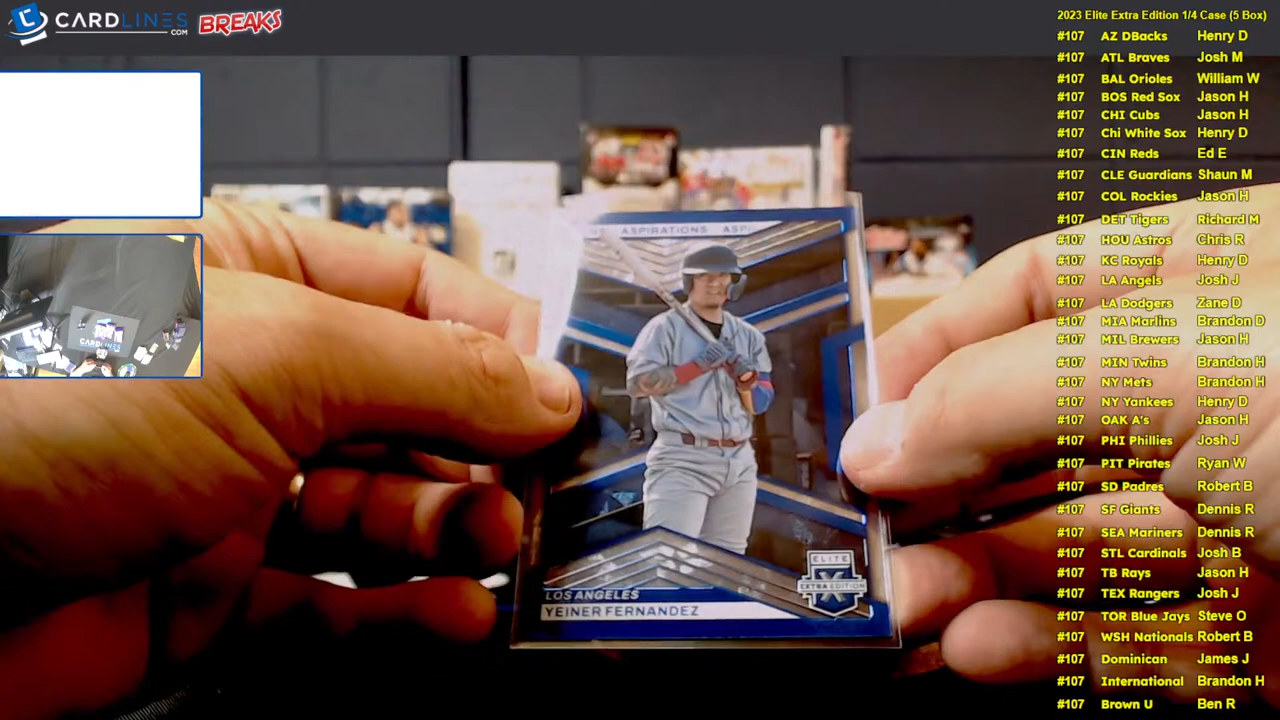 CARDLINES
.COM
BREAKS
2023 Elite Extra Edition 1/4 Case (5 Box)
#107 AZ DBacks Henry D
#107 ATL Braves Josh M
#107 BAL Orioles William W
#107 BOS Red Sox Jason H
#107 CHI Cubs Jason H
#107 Chi White Sox Henry D
#107 CIN Reds Ed E
#107 CLE Guardians Shaun M
#107 COL Rockies Jason H
#107 DET Tigers Richard M
#107 HOU Astros Chris R
#107 KC Royals Henry D
#107 LA Angels Josh J
#107 LA Dodgers Zane D
#107 MIA Marlins Brandon D
#107 MIL Brewers Jason H
#107 MIN Twins Brandon H
#107 NY Mets Brandon H
#107 NY Yankees Henry D
#107 OAK A's Jason H
#107 PHI Phillies Josh J
#107 PIT Pirates Ryan W
#107 SD Padres Robert B
#107 SF Giants Dennis R
#107 SEA Mariners Dennis R
#107 STL Cardinals Josh B
#107 TB Rays Jason H
#107 TEX Rangers Josh J
#107 TOR Blue Jays Steve O
#107 WSH Nationals Robert B
#107 Dominican James J
#107 International Brandon H
#107 Brown U Ben R
ASPIRATIONS
ELITE
EXTRA EDITION
X
LOS ANGELES
YEINER FERNANDEZ
CARDLINES